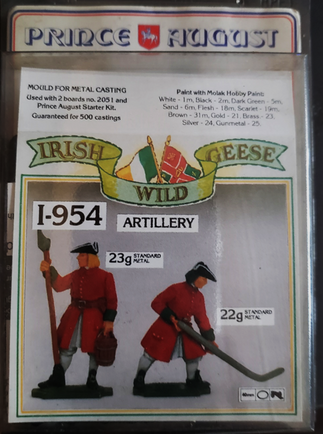 PRINCE AUGUST
MOULD FOR METAL CASTING
Used with 2 boards no. 2051 and
Prince August Starter Kit.
Guaranteed for 500 castings
Paint with Molak Hobby Paint:
White - 1m, Black - 2m, Dark Green - 5m,
Sand - 6m, Flesh - 18m, Scarlet - 19m,
Brown - 31m, Gold - 21, Brass - 23,
Silver - 24, Gunmetal - 25.
IRISH GEESE
WILD
I-954
ARTILLERY
23g STANDARD
METAL
22g STANDARD
METAL